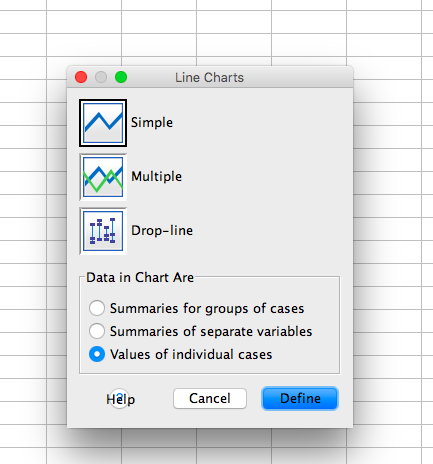 Line Charts
Simple
Multiple
Drop-line
Data in Chart Are
Summaries for groups of cases
Summaries of separate variables
Values of individual cases
Help
Cancel
Define